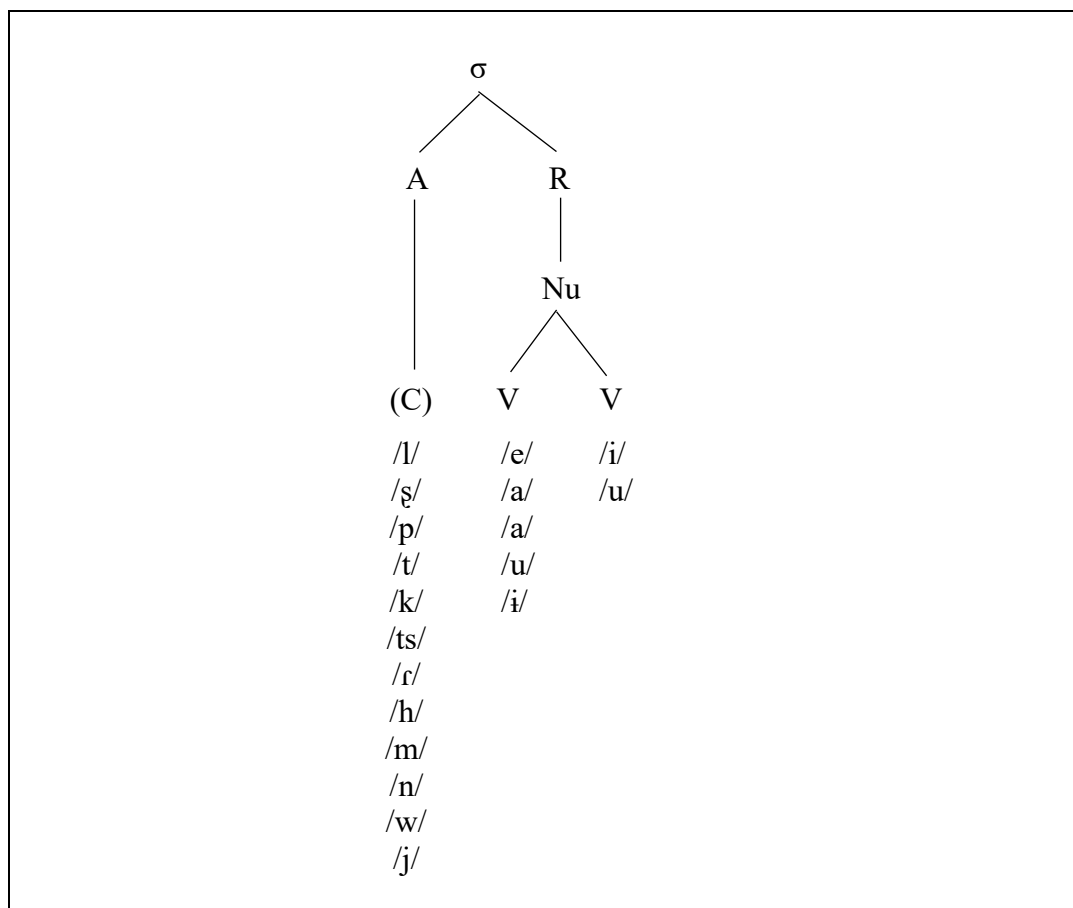 σ
A R
Nu
(C) V V
/l/ /e/ /i/
/ʂ/ /a/ /u/
/p/ /a/
/t/ /u/
/k/ /ɨ/
/ts/
/ɾ/
/h/
/m/
/n/
/w/
/j/